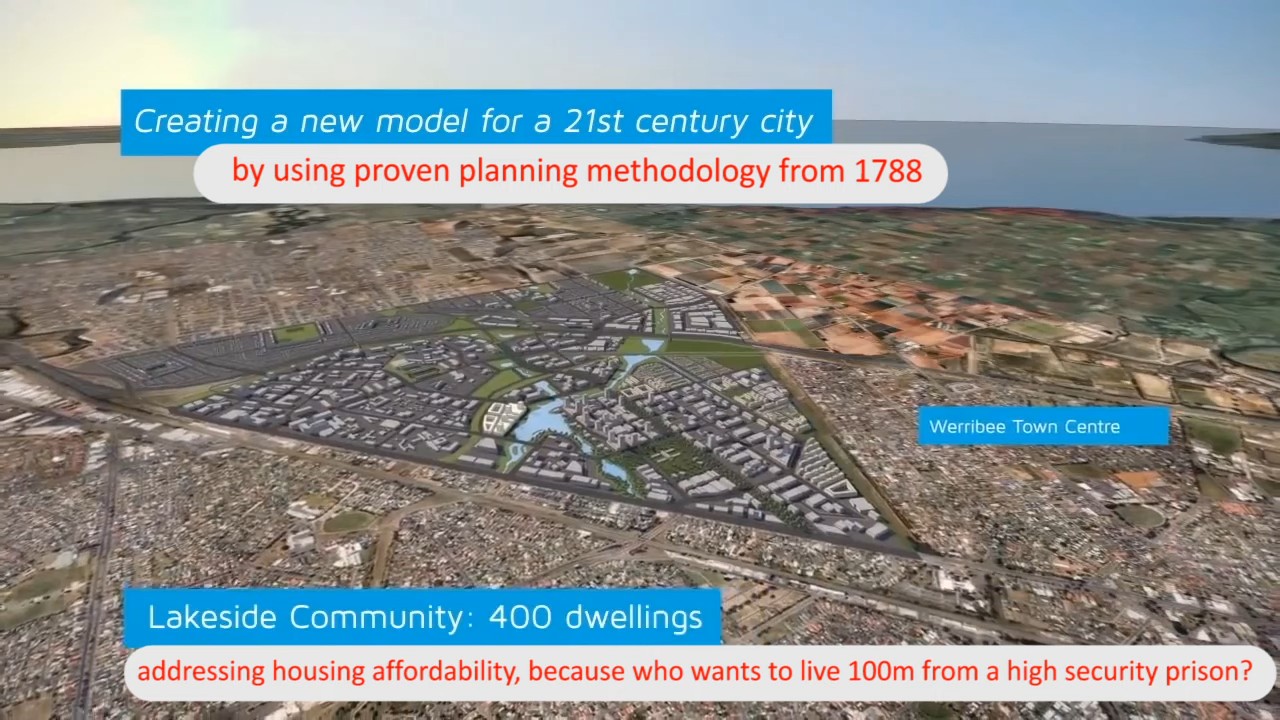 Creating a new model for a 21st century city
by using proven planning methodology from 1788
Werribee Town Centre
Lakeside Community: 400 dwellings
addressing housing affordability, because who wants to live 100m from a high security prison?